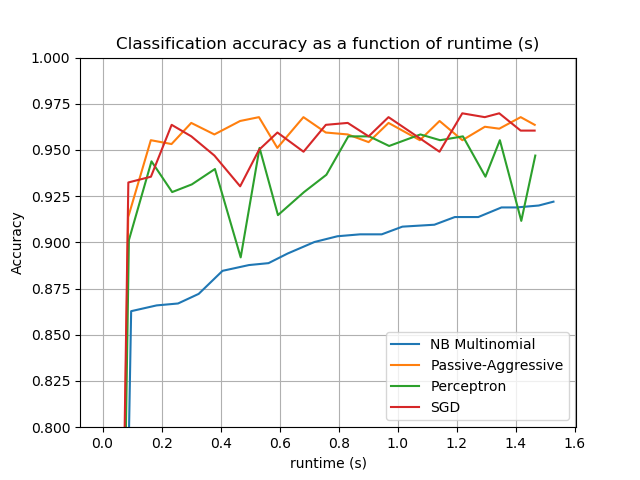 Classification accuracy as a function of runtime (s)
1.000
0.975
0.950
0.925
0.900
0.875
0.850
0.825
0.800
Accuracy
NB Multinomial
Passive-Aggressive
Perceptron
SGD
0.0 0.2 0.4 0.6 0.8 1.0 1.2 1.4 1.6
runtime (s)